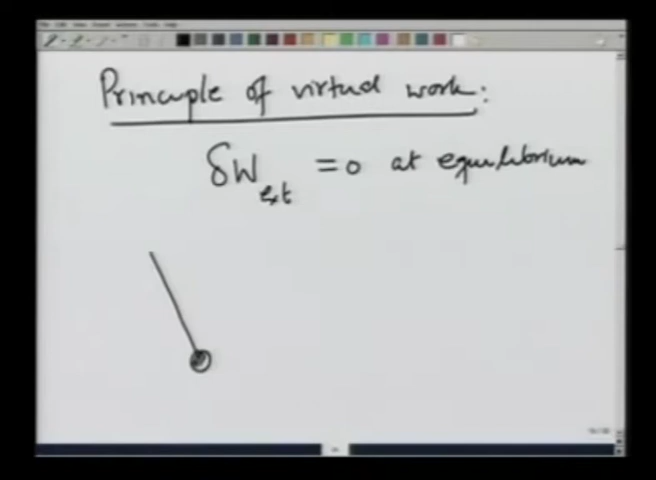 Principle of virtual work:
δW_ext = 0 at equilibrium